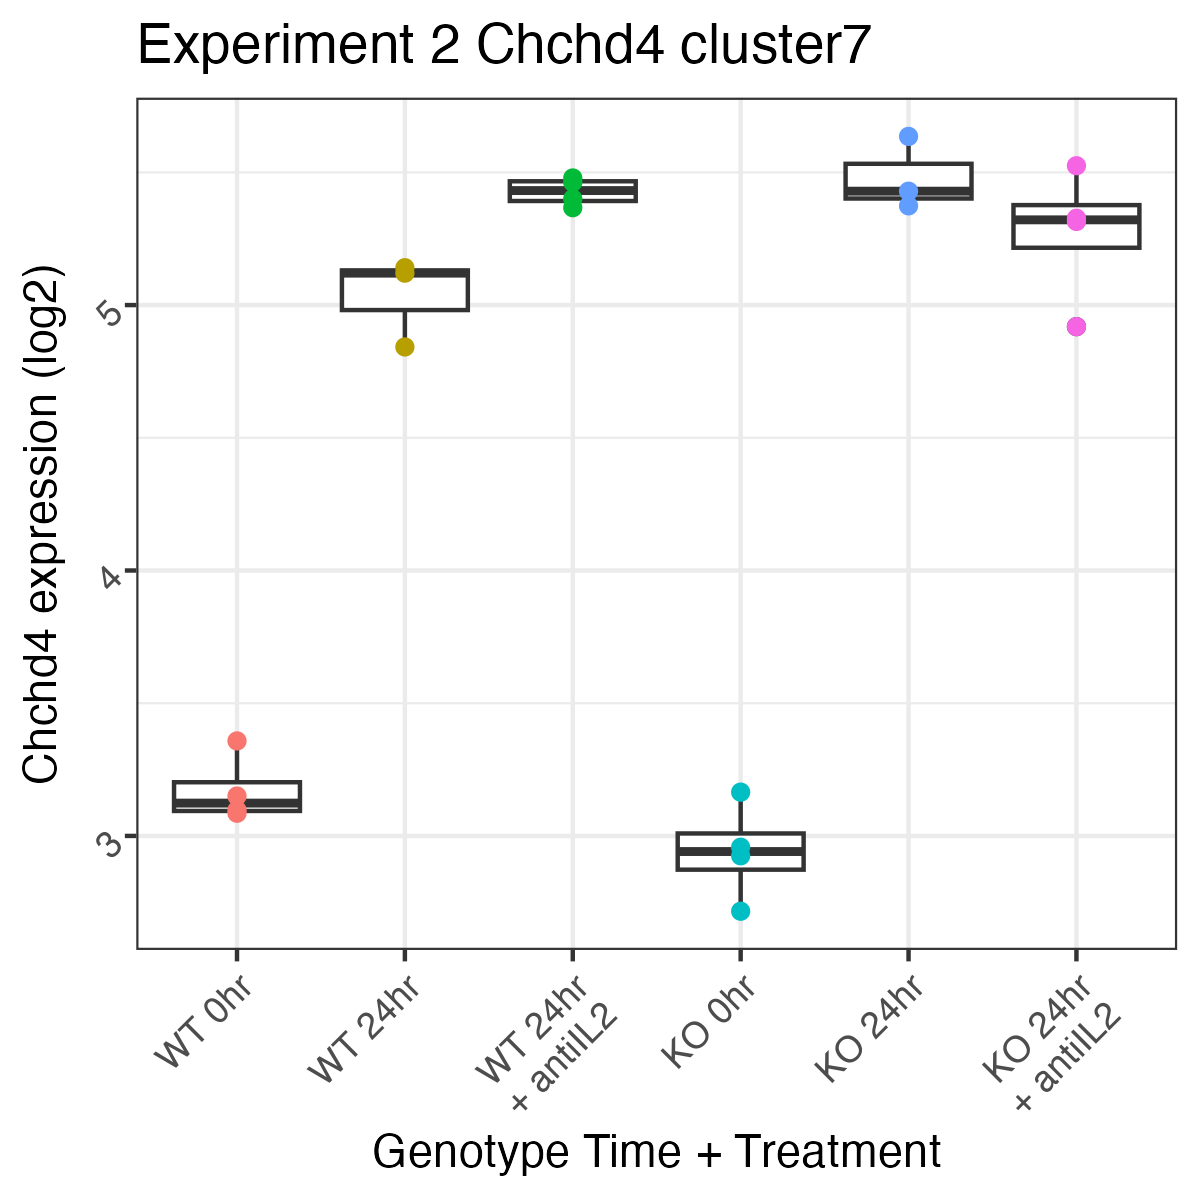 Experiment 2 Chchd4 cluster7
Chchd4 expression (log2)
5
4
3
WT 0hr
WT 24hr
WT 24hr
+ antiIL2
KO 0hr
KO 24hr
KO 24hr
+ antiIL2
Genotype Time + Treatment